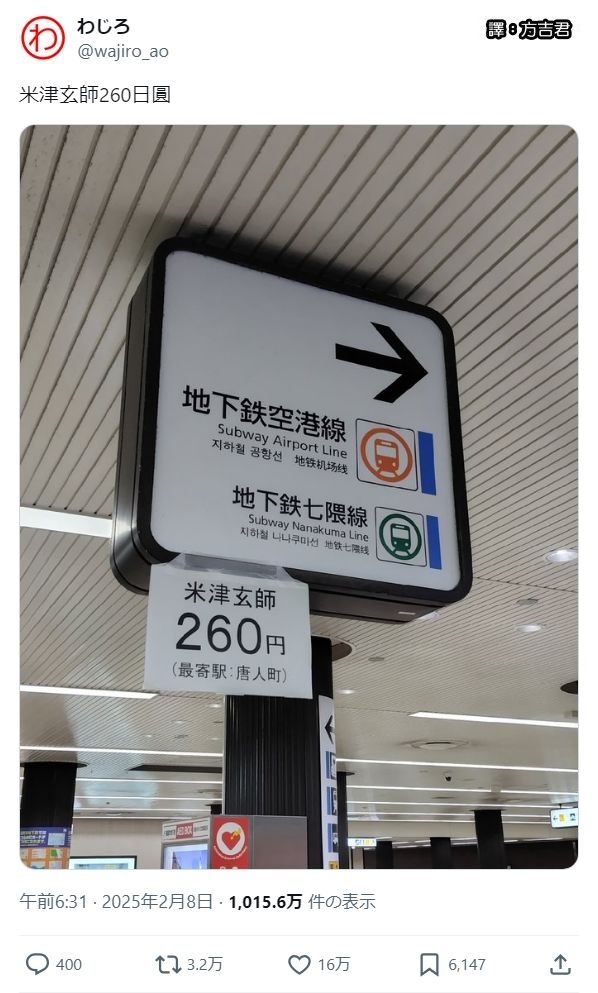 わ
わじろ
@wajiro_ao
譯:方吉君
米津玄師260日圓
地下鉄空港線
Subway Airport Line
지하철 공항선 地铁机场线
地下鉄七隈線
Subway Nanakuma Line
지하철 나나쿠마선 地铁七隈线
米津玄師
260円
(最寄駅:唐人町)
AED BOX
午前6:31 · 2025年2月8日 · 1,015.6万 件の表示
400 3.2万 16万 6,147